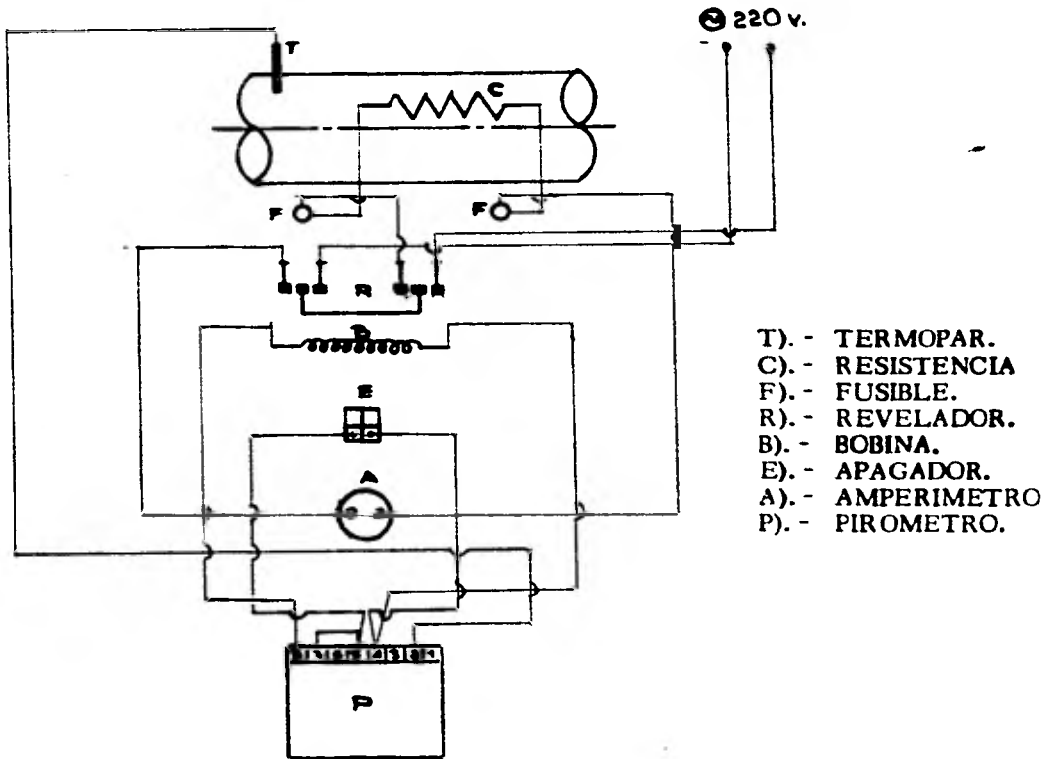 220 v.
T
C
F
F
R
B
E
A
P
T). - TERMOPAR.
C). - RESISTENCIA
F). - FUSIBLE.
R). - REVELADOR.
B). - BOBINA.
E). - APAGADOR.
A). - AMPERIMETRO
P). - PIROMETRO.